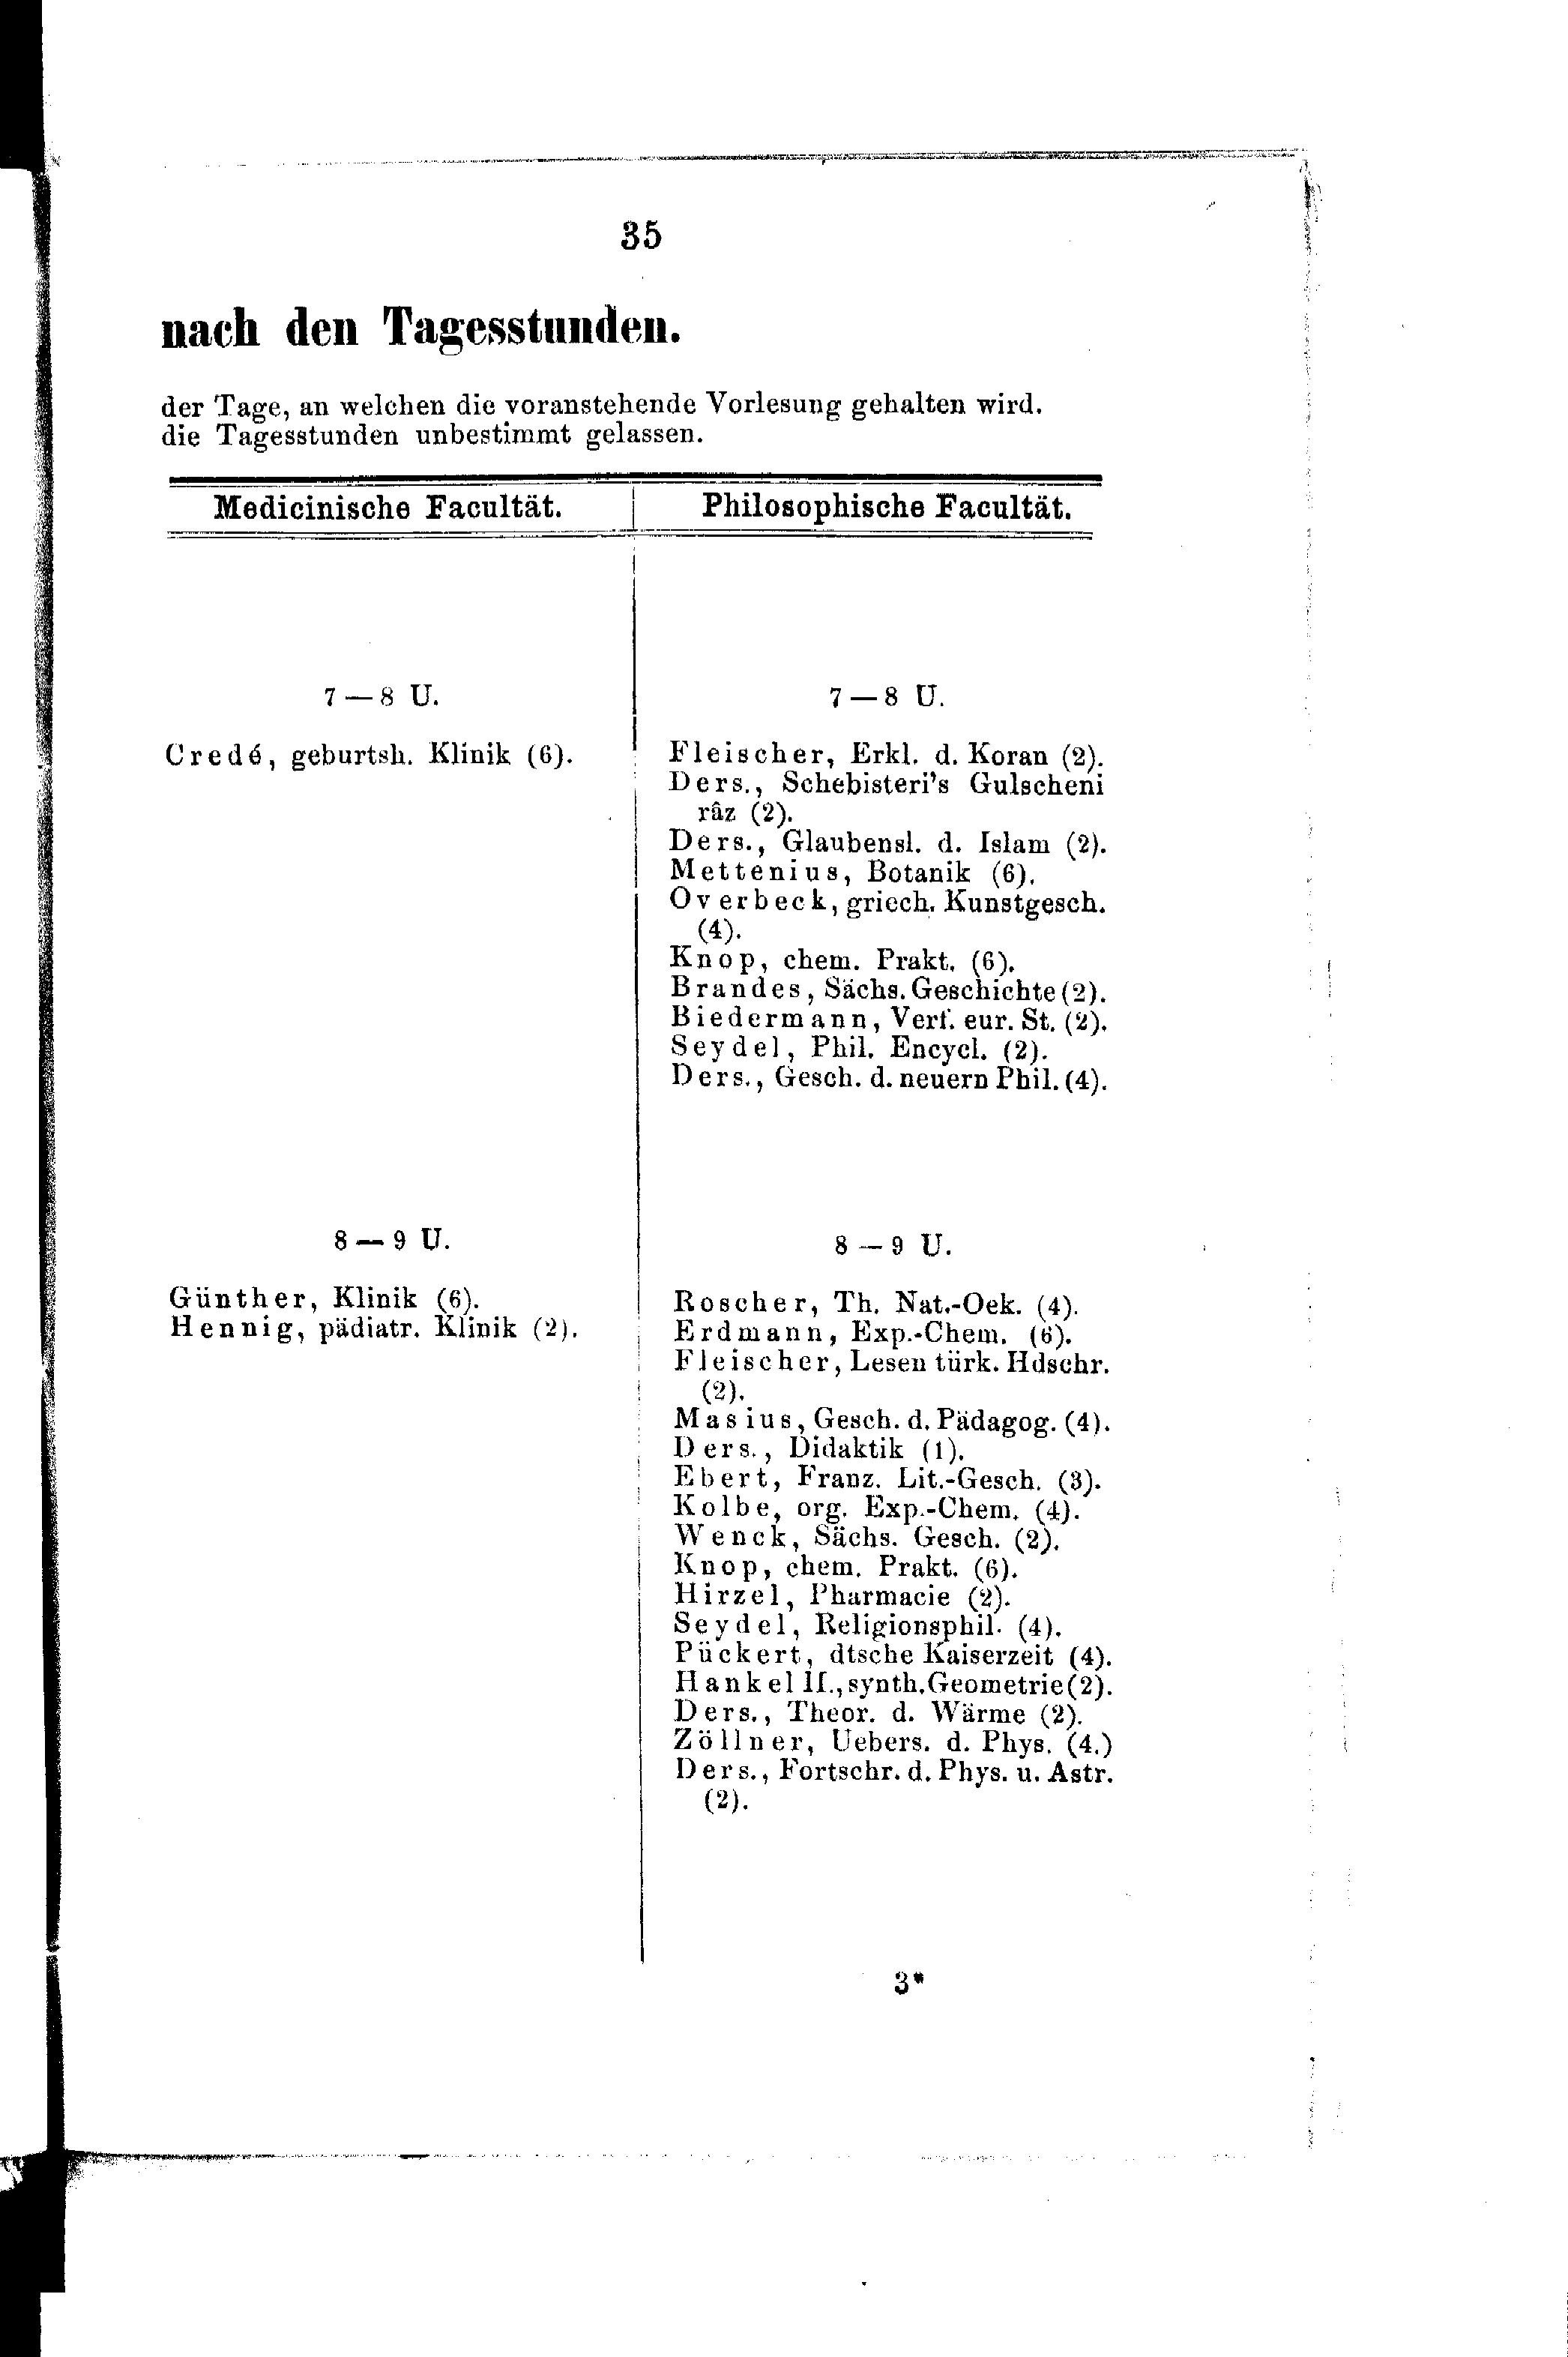 35
nach den Tagesstunden.
der Tage, an welchen die voranstehende Vorlesung gehalten wird.
die Tagesstunden unbestimmt gelassen.
Medicinische Facultät.
7 — 8 U.
Credé, geburtsh. Klinik (6).
8 — 9 U.
Günther, Klinik (6).
Hennig, pädiatr. Klinik (2).
Philosophische Facultät.
7 — 8 U.
Fleischer, Erkl. d. Koran (2).
Ders., Schebisteri's Gulscheni
râz (2).
Ders., Glaubensl. d. Islam (2).
Mettenius, Botanik (6).
Overbeck, griech. Kunstgesch.
(4).
Knop, chem. Prakt. (6).
Brandes, Sächs. Geschichte (2).
Biedermann, Verf. eur. St. (2).
Seydel, Phil. Encycl. (2).
Ders., Gesch. d. neuern Phil. (4).
8 — 9 U.
Roscher, Th. Nat.-Oek. (4).
Erdmann, Exp.-Chem. (6).
Fleischer, Lesen türk. Hdschr.
(2).
Masius, Gesch. d. Pädagog. (4).
Ders., Didaktik (1).
Ebert, Franz. Lit.-Gesch. (3).
Kolbe, org. Exp.-Chem. (4).
Wenck, Sächs. Gesch. (2).
Knop, chem. Prakt. (6).
Hirzel, Pharmacie (2).
Seydel, Religionsphil. (4).
Pückert, dtsche Kaiserzeit (4).
Hankel II., synth. Geometrie (2).
Ders., Theor. d. Wärme (2).
Zöllner, Uebers. d. Phys. (4.)
Ders., Fortschr. d. Phys. u. Astr.
(2).
3*